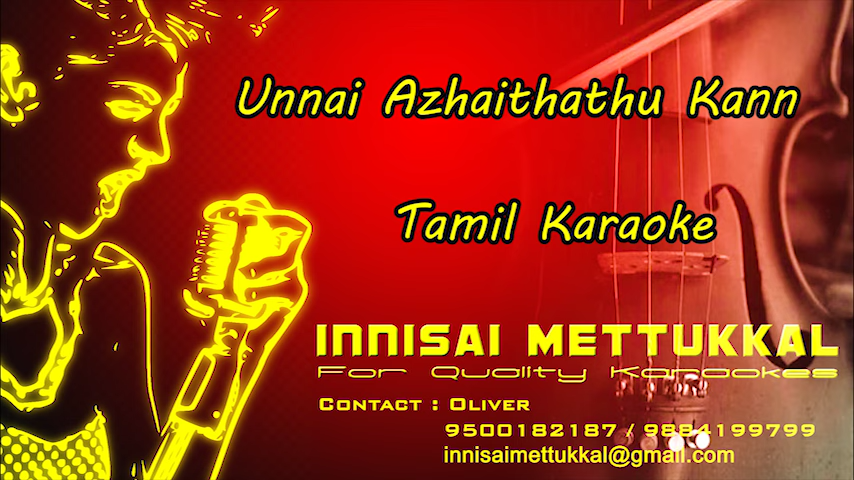 Unnai Azhaithathu Kann
Tamil Karaoke
INNISAI METTUKKAL
For Quality Karaokes
Contact : Oliver
9500182187 / 9884199799
innisaimettukkal@gmail.com